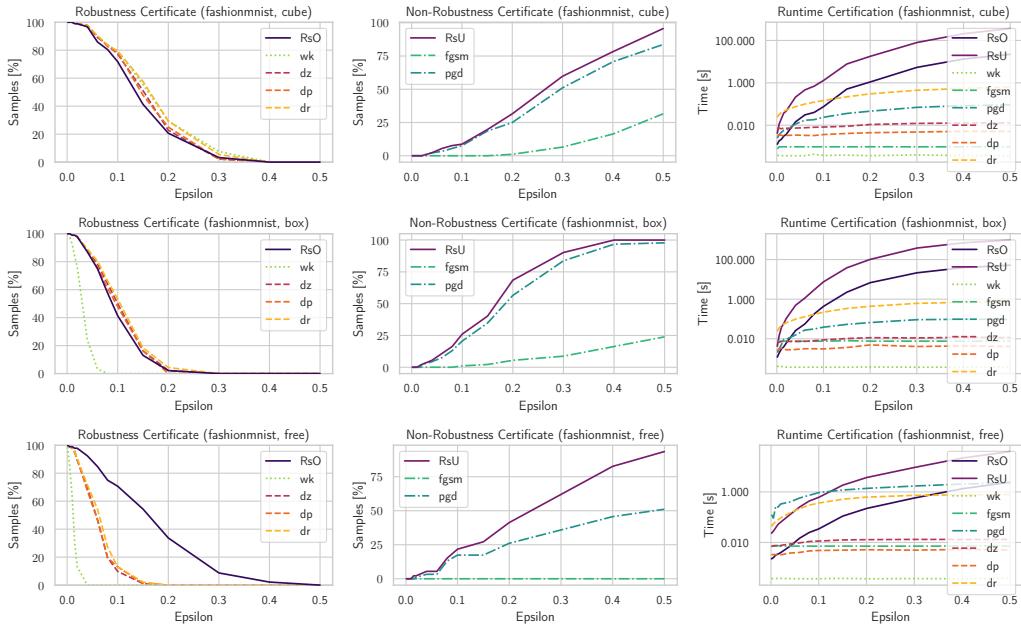 Robustness Certificate (fashionmnist, cube)
Samples [%]
100
80
60
40
20
0
RsO
wk
dz
dp
dr
0.0 0.1 0.2 0.3 0.4 0.5
Epsilon
Non-Robustness Certificate (fashionmnist, cube)
Samples [%]
100
80
60
40
20
0
RsU
fgsm
pgd
0.0 0.1 0.2 0.3 0.4 0.5
Epsilon
Runtime Certification (fashionmnist, cube)
Time [s]
100.000
1.000
0.010
RsO
RsU
wk
fgsm
pgd
dz
dp
dr
0.0 0.1 0.2 0.3 0.4 0.5
Epsilon
Robustness Certificate (fashionmnist, box)
Samples [%]
100
80
60
40
20
0
RsO
wk
dz
dp
dr
0.0 0.1 0.2 0.3 0.4 0.5
Epsilon
Non-Robustness Certificate (fashionmnist, box)
Samples [%]
100
75
50
25
0
RsU
fgsm
pgd
0.0 0.1 0.2 0.3 0.4 0.5
Epsilon
Runtime Certification (fashionmnist, box)
Time [s]
100.000
1.000
0.010
RsO
RsU
wk
fgsm
pgd
dz
dp
dr
0.0 0.1 0.2 0.3 0.4 0.5
Epsilon
Robustness Certificate (fashionmnist, free)
Samples [%]
100
80
60
40
20
0
RsO
wk
dz
dp
dr
0.0 0.1 0.2 0.3 0.4 0.5
Epsilon
Non-Robustness Certificate (fashionmnist, free)
Samples [%]
75
50
25
0
RsU
fgsm
pgd
0.0 0.1 0.2 0.3 0.4 0.5
Epsilon
Runtime Certification (fashionmnist, free)
Time [s]
1.000
0.010
RsO
RsU
wk
fgsm
pgd
dz
dp
dr
0.0 0.1 0.2 0.3 0.4 0.5
Epsilon